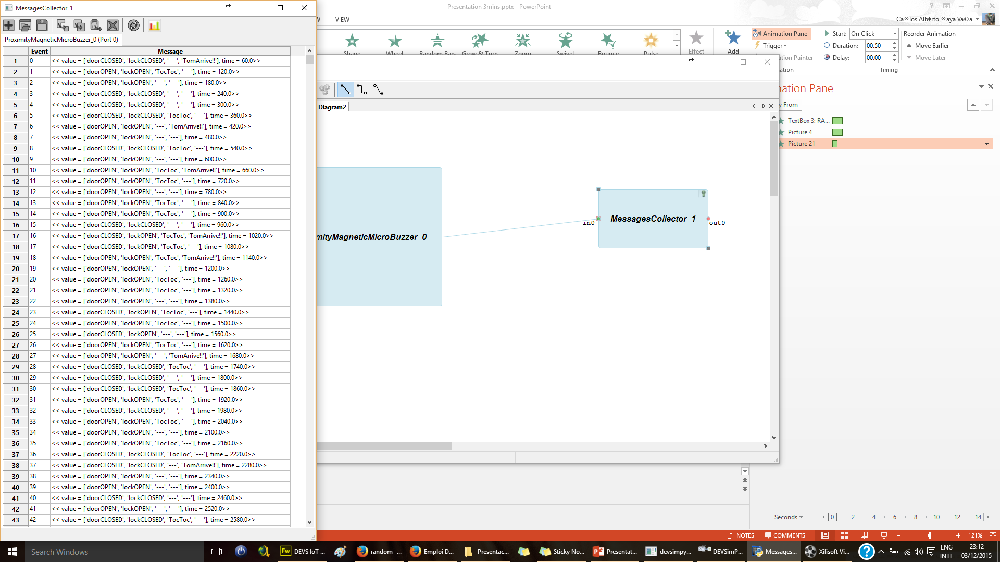 MessagesCollector_1
ProximityMagneticMicroBuzzer_0 (Port 0)
Event Message
1 0 << value = ['doorCLOSED', 'lockCLOSED', '---', 'TomArrive!!'], time = 60.0>>
2 1 << value = ['doorOPEN', 'lockOPEN', 'TocToc', '---'], time = 120.0>>
3 2 << value = ['doorOPEN', 'lockOPEN', '---', '---'], time = 180.0>>
4 3 << value = ['doorCLOSED', 'lockCLOSED', '---', '---'], time = 240.0>>
5 4 << value = ['doorCLOSED', 'lockCLOSED', '---', '---'], time = 300.0>>
6 5 << value = ['doorCLOSED', 'lockCLOSED', 'TocToc', '---'], time = 360.0>>
7 6 << value = ['doorOPEN', 'lockOPEN', '---', 'TomArrive!!'], time = 420.0>>
8 7 << value = ['doorOPEN', 'lockOPEN', '---', '---'], time = 480.0>>
9 8 << value = ['doorCLOSED', 'lockCLOSED', 'TocToc', '---'], time = 540.0>>
10 9 << value = ['doorOPEN', 'lockOPEN', '---', '---'], time = 600.0>>
11 10 << value = ['doorOPEN', 'lockOPEN', 'TocToc', 'TomArrive!!'], time = 660.0>>
12 11 << value = ['doorOPEN', 'lockOPEN', 'TocToc', '---'], time = 720.0>>
13 12 << value = ['doorOPEN', 'lockOPEN', '---', '---'], time = 780.0>>
14 13 << value = ['doorOPEN', 'lockOPEN', 'TocToc', '---'], time = 840.0>>
15 14 << value = ['doorOPEN', 'lockOPEN', 'TocToc', '---'], time = 900.0>>
16 15 << value = ['doorCLOSED', 'lockCLOSED', '---', '---'], time = 960.0>>
17 16 << value = ['doorCLOSED', 'lockOPEN', 'TocToc', 'TomArrive!!'], time = 1020.0>>
18 17 << value = ['doorCLOSED', 'lockOPEN', 'TocToc', '---'], time = 1080.0>>
19 18 << value = ['doorOPEN', 'lockOPEN', 'TocToc', 'TomArrive!!'], time = 1140.0>>
20 19 << value = ['doorOPEN', 'lockOPEN', '---', '---'], time = 1200.0>>
21 20 << value = ['doorOPEN', 'lockOPEN', 'TocToc', '---'], time = 1260.0>>
22 21 << value = ['doorOPEN', 'lockOPEN', 'TocToc', '---'], time = 1320.0>>
23 22 << value = ['doorOPEN', 'lockOPEN', '---', '---'], time = 1380.0>>
24 23 << value = ['doorCLOSED', 'lockOPEN', 'TocToc', '---'], time = 1440.0>>
25 24 << value = ['doorOPEN', 'lockOPEN', 'TocToc', '---'], time = 1500.0>>
26 25 << value = ['doorCLOSED', 'lockOPEN', '---', '---'], time = 1560.0>>
27 26 << value = ['doorOPEN', 'lockOPEN', 'TocToc', '---'], time = 1620.0>>
28 27 << value = ['doorOPEN', 'lockOPEN', '---', 'TomArrive!!'], time = 1680.0>>
29 28 << value = ['doorCLOSED', 'lockCLOSED', 'TocToc', '---'], time = 1740.0>>
30 29 << value = ['doorCLOSED', 'lockCLOSED', '---', '---'], time = 1800.0>>
31 30 << value = ['doorCLOSED', 'lockCLOSED', 'TocToc', '---'], time = 1860.0>>
32 31 << value = ['doorOPEN', 'lockOPEN', 'TocToc', '---'], time = 1920.0>>
33 32 << value = ['doorCLOSED', 'lockCLOSED', '---', '---'], time = 1980.0>>
34 33 << value = ['doorOPEN', 'lockOPEN', 'TocToc', '---'], time = 2040.0>>
35 34 << value = ['doorOPEN', 'lockOPEN', '---', '---'], time = 2100.0>>
36 35 << value = ['doorOPEN', 'lockOPEN', 'TocToc', '---'], time = 2160.0>>
37 36 << value = ['doorCLOSED', 'lockCLOSED', 'TocToc', '---'], time = 2220.0>>
38 37 << value = ['doorCLOSED', 'lockCLOSED', '---', 'TomArrive!!'], time = 2280.0>>
39 38 << value = ['doorOPEN', 'lockOPEN', '---', '---'], time = 2340.0>>
40 39 << value = ['doorOPEN', 'lockOPEN', '---', '---'], time = 2400.0>>
41 40 << value = ['doorCLOSED', 'lockCLOSED', '---', '---'], time = 2460.0>>
42 41 << value = ['doorOPEN', 'lockOPEN', '---', '---'], time = 2520.0>>
43 42 << value = ['doorCLOSED', 'lockCLOSED', 'TocToc', '---'], time = 2580.0>>
Presentation 3mins.pptx - PowerPoint
W VIEW
Ca®los Alb€rto ®aya Va©a
Shape Wheel Random Bars Grow & Turn Zoom Swivel Bounce Pulse
Effect
Add
Animation Pane
Trigger
ation Painter
ation
Start: On Click
Duration: 00.50
Delay: 00.00
Reorder Animation
Move Earlier
Move Later
Timing
Diagram2
mityMagneticMicroBuzzer_0
in0
MessagesCollector_1
out0
nation Pane
y From
TextBox 3: RA...
Picture 4
Picture 21
Seconds 0 2 4 6 8 10 12 14
NOTES COMMENTS 121%
Search Windows
DEVS IoT ...
random -...
Emploi D...
Presentac...
Sticky No...
Presentat...
devsimpy...
DEVSimP...
Messages...
Xilisoft Vi...
ENG
INTL
23:12
03/12/2015